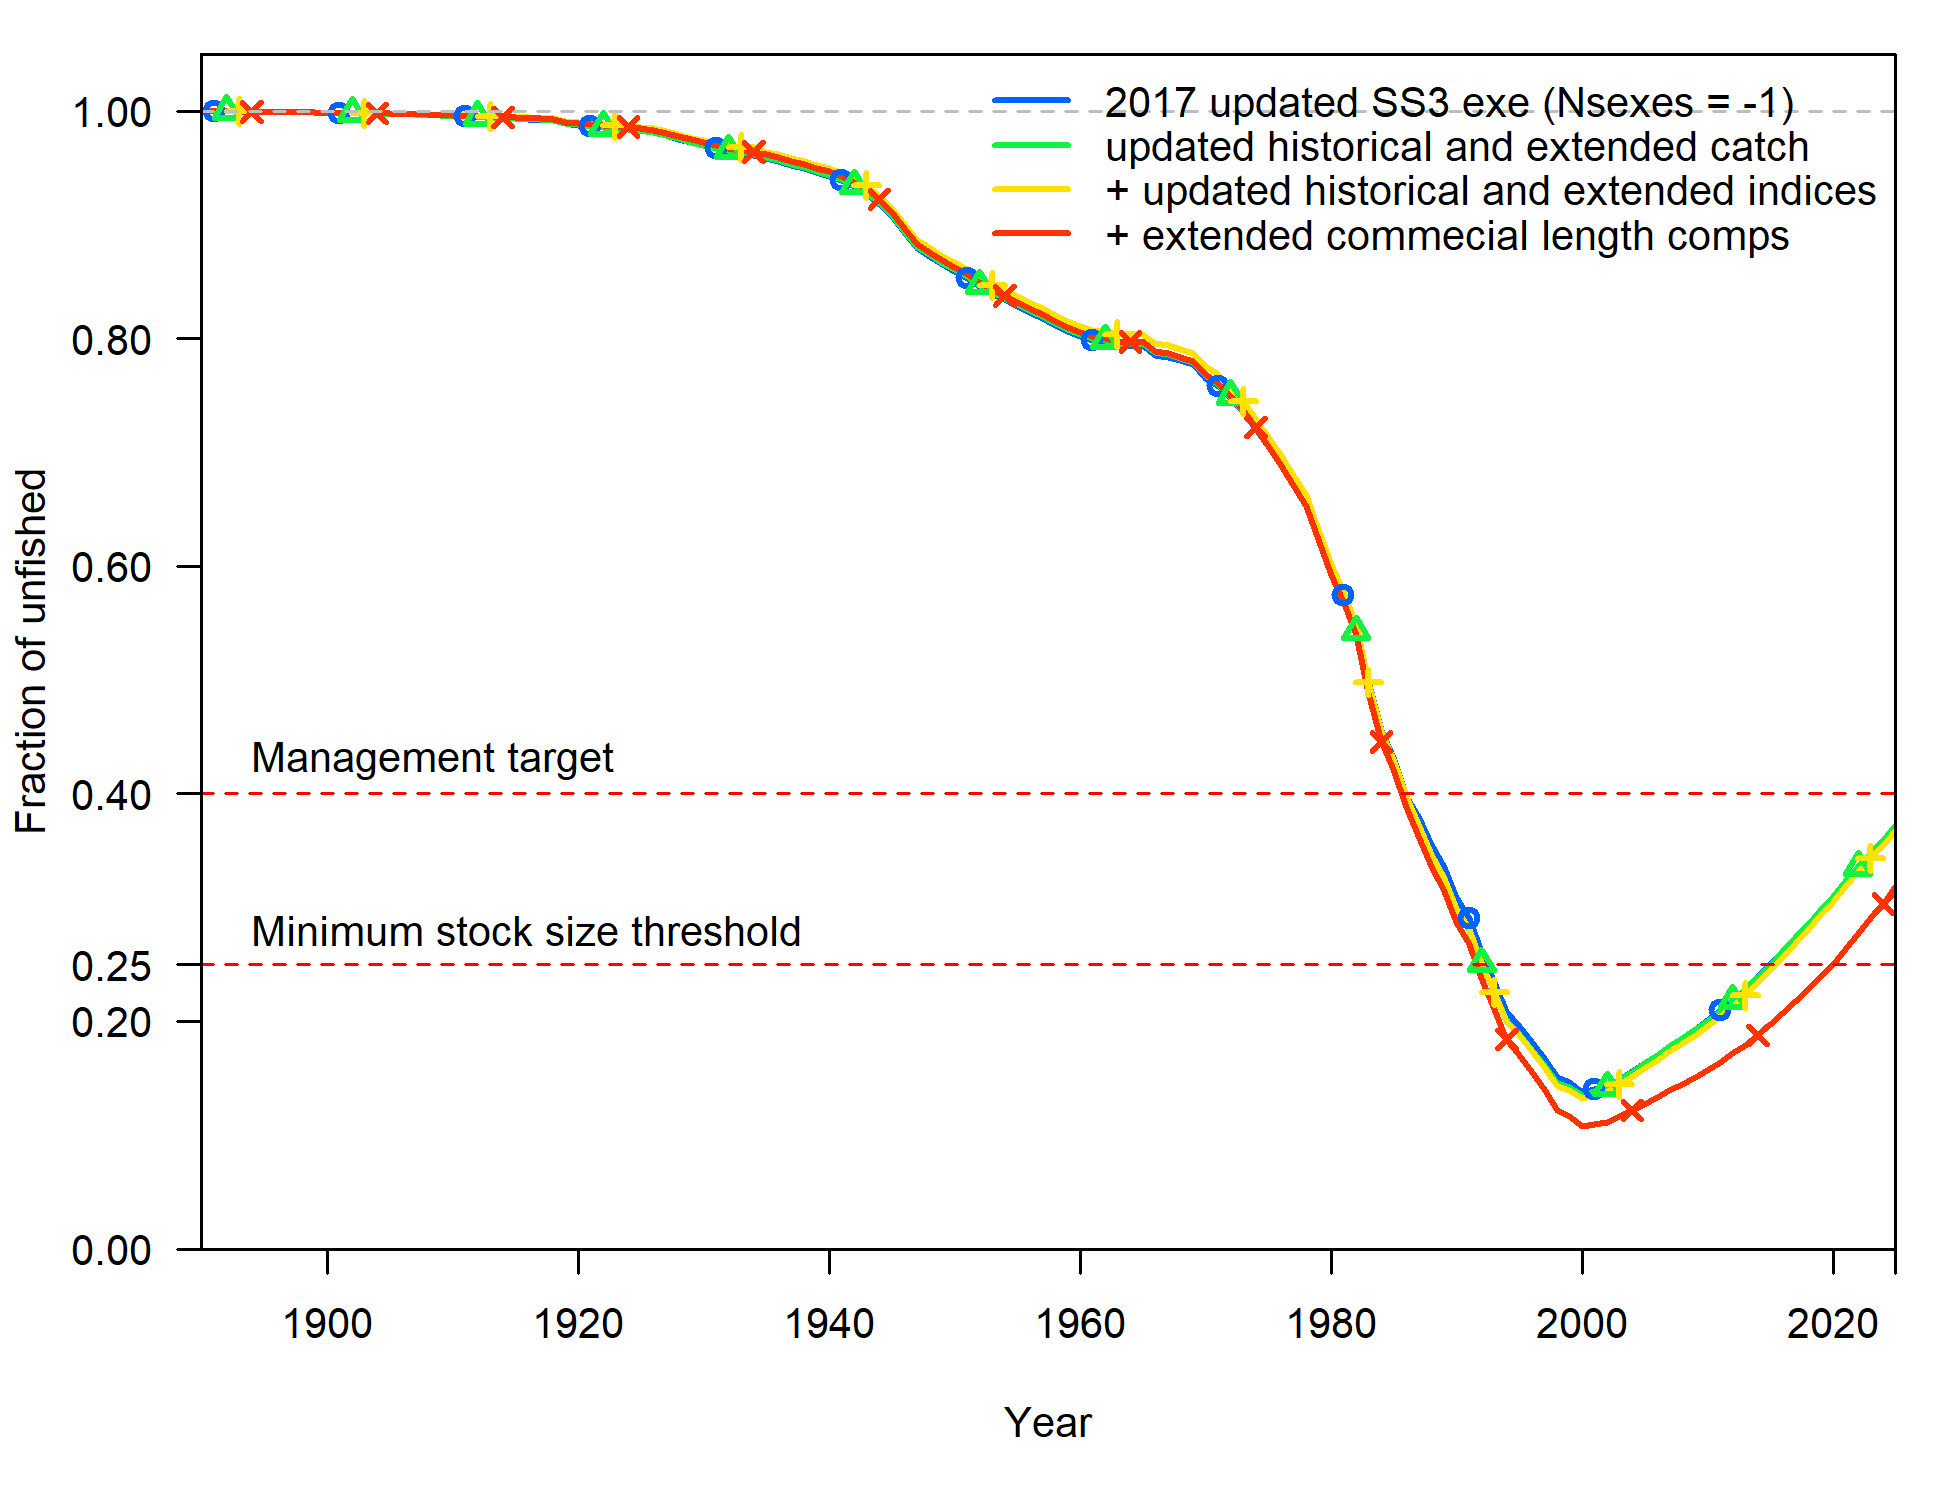 1.00
0.80
0.60
0.40
0.25
0.20
0.00
Fraction of unfished
2017 updated SS3 exe (Nsexes = -1)
updated historical and extended catch
+ updated historical and extended indices
+ extended commecial length comps
Management target
Minimum stock size threshold
1900 1920 1940 1960 1980 2000 2020
Year